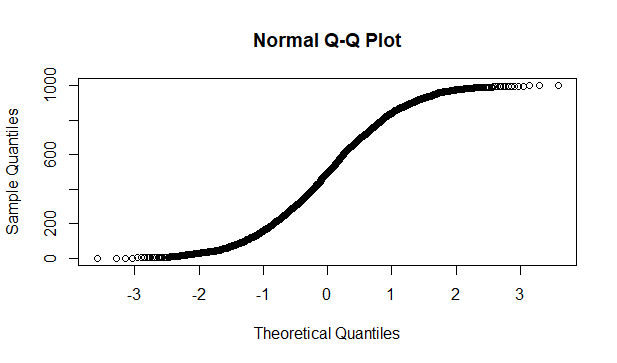 Normal Q-Q Plot
Sample Quantiles
1000
600
200
0
-3 -2 -1 0 1 2 3
Theoretical Quantiles